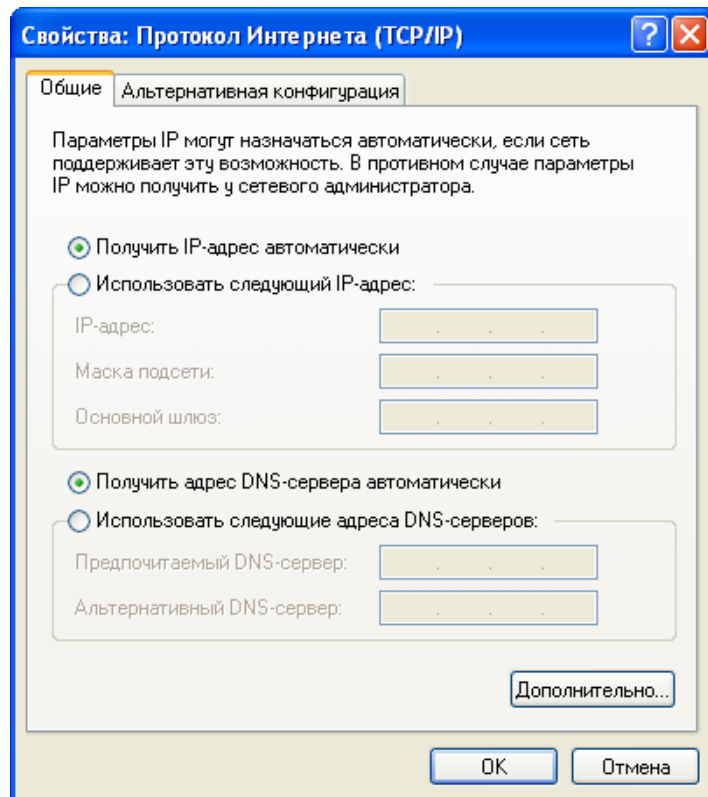 Свойства: Протокол Интернета (TCP/IP)
Общие
Альтернативная конфигурация
Параметры IP могут назначаться автоматически, если сеть
поддерживает эту возможность. В противном случае параметры
IP можно получить у сетевого администратора.
Получить IP-адрес автоматически
Использовать следующий IP-адрес:
IP-адрес:
Маска подсети:
Основной шлюз:
Получить адрес DNS-сервера автоматически
Использовать следующие адреса DNS-серверов:
Предпочитаемый DNS-сервер:
Альтернативный DNS-сервер:
Дополнительно...
OK
Отмена